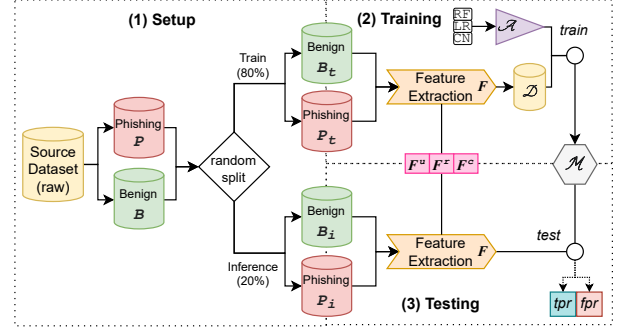 (1) Setup
(2) Training
RF
LR
CN
𝒜
train
Train
(80%)
Benign
B_t
Phishing
P_t
Feature
Extraction F
𝒟
Source
Dataset
(raw)
Phishing
P
Benign
B
random
split
F^u F^r F^c
ℳ
Inference
(20%)
Benign
B_i
Phishing
P_i
Feature
Extraction F
test
tpr fpr
(3) Testing